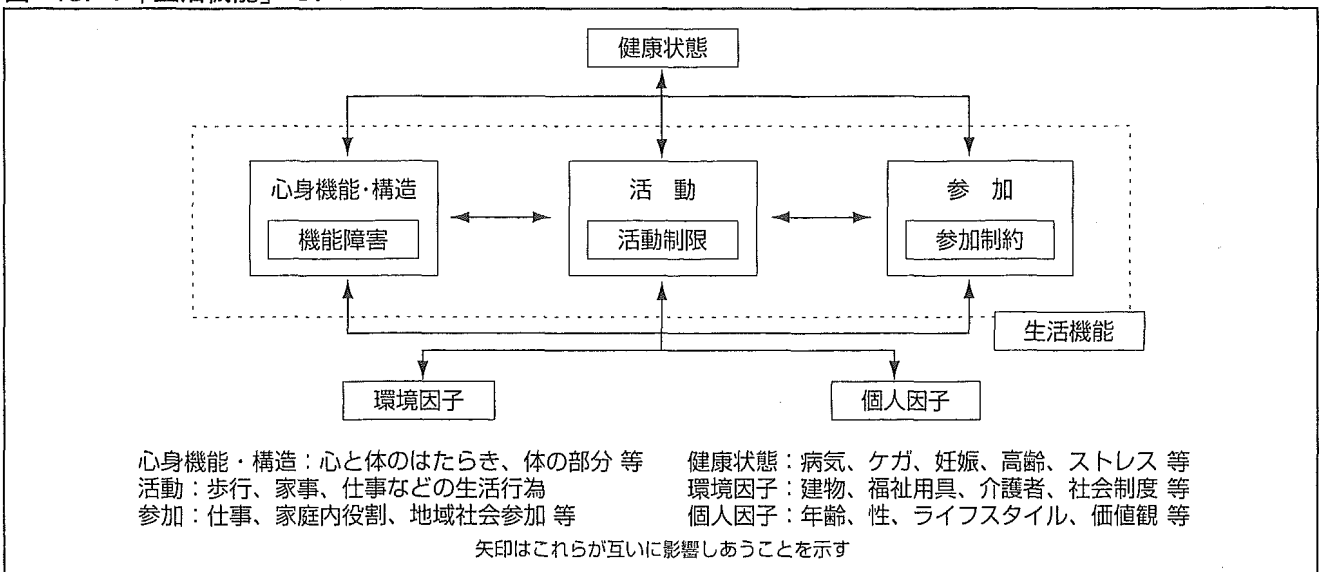 健康状態
心身機能・構造
活 動
参 加
機能障害
活動制限
参加制約
生活機能
環境因子
個人因子
心身機能・構造：心と体のはたらき、体の部分 等
健康状態：病気、ケガ、妊娠、高齢、ストレス 等
活動：歩行、家事、仕事などの生活行為
環境因子：建物、福祉用具、介護者、社会制度 等
参加：仕事、家庭内役割、地域社会参加 等
個人因子：年齢、性、ライフスタイル、価値観 等
矢印はこれらが互いに影響しあうことを示す